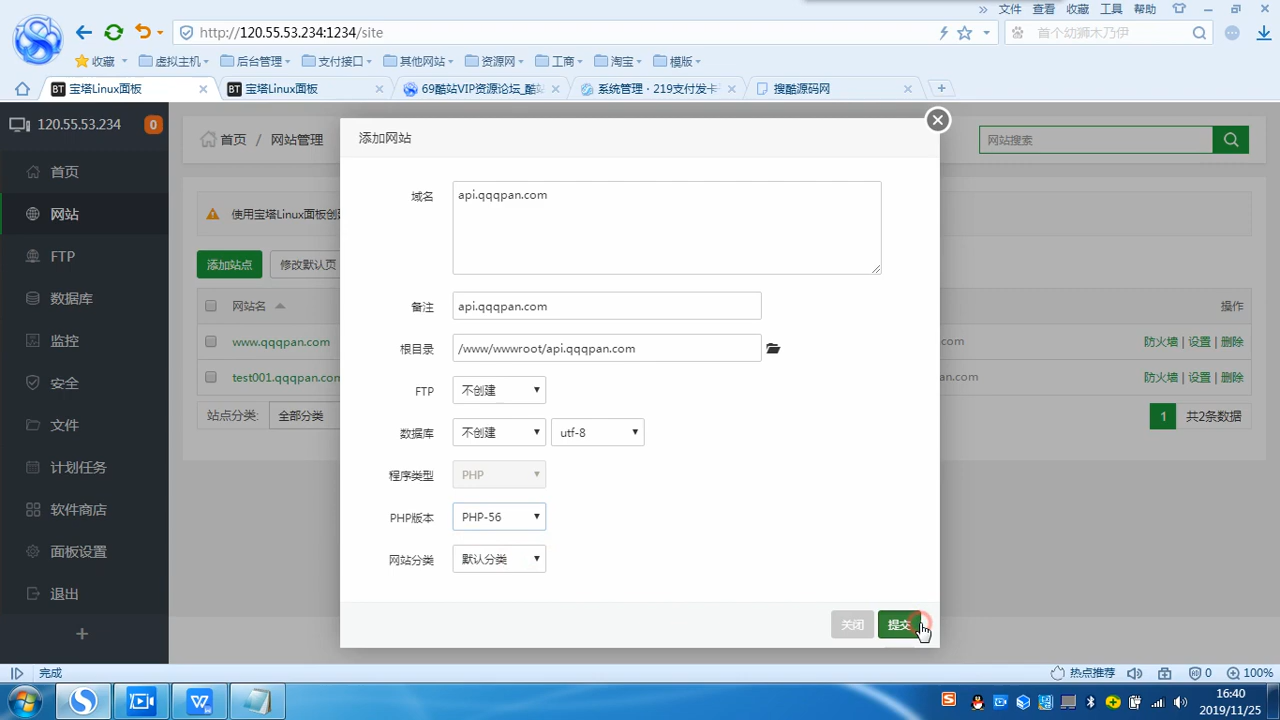 » 文件 查看 收藏 工具 帮助
http://120.55.53.234:1234/site
首个幼狮木乃伊
收藏 虚拟主机 后台管理 支付接口 其他网站 资源网 工商 淘宝 模版
BT 宝塔Linux面板
BT 宝塔Linux面板
69酷站VIP资源论坛_酷站
系统管理 - 219支付发卡
搜酷源码网
120.55.53.234 0
首页
网站
FTP
数据库
监控
安全
文件
计划任务
软件商店
面板设置
退出
首页 / 网站管理
网站搜索
使用宝塔Linux面板创
添加站点 修改默认页
网站名 操作
www.qqqpan.com com 防火墙 | 设置 | 删除
test001.qqqpan.com an.com 防火墙 | 设置 | 删除
站点分类: 全部分类 1 共2条数据
添加网站
域名 api.qqqpan.com
备注 api.qqqpan.com
根目录 /www/wwwroot/api.qqqpan.com
FTP 不创建
数据库 不创建 utf-8
程序类型 PHP
PHP版本 PHP-56
网站分类 默认分类
关闭 提交
完成 热点推荐 0 100%
16:40
2019/11/25